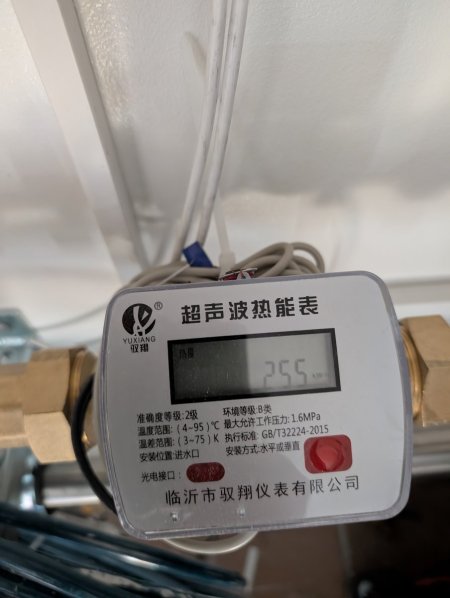 超声波热能表
®
YUXIANG
驭翔
热量
255 kW·h
准确度等级:2级 环境等级:B类
温度范围:(4~95)℃ 最大允许工作压力:1.6MPa
温差范围:(3~75)K 执行标准:GB/T32224-2015
安装位置:进水口 安装方式:水平或垂直
光电接口:
临沂市驭翔仪表有限公司